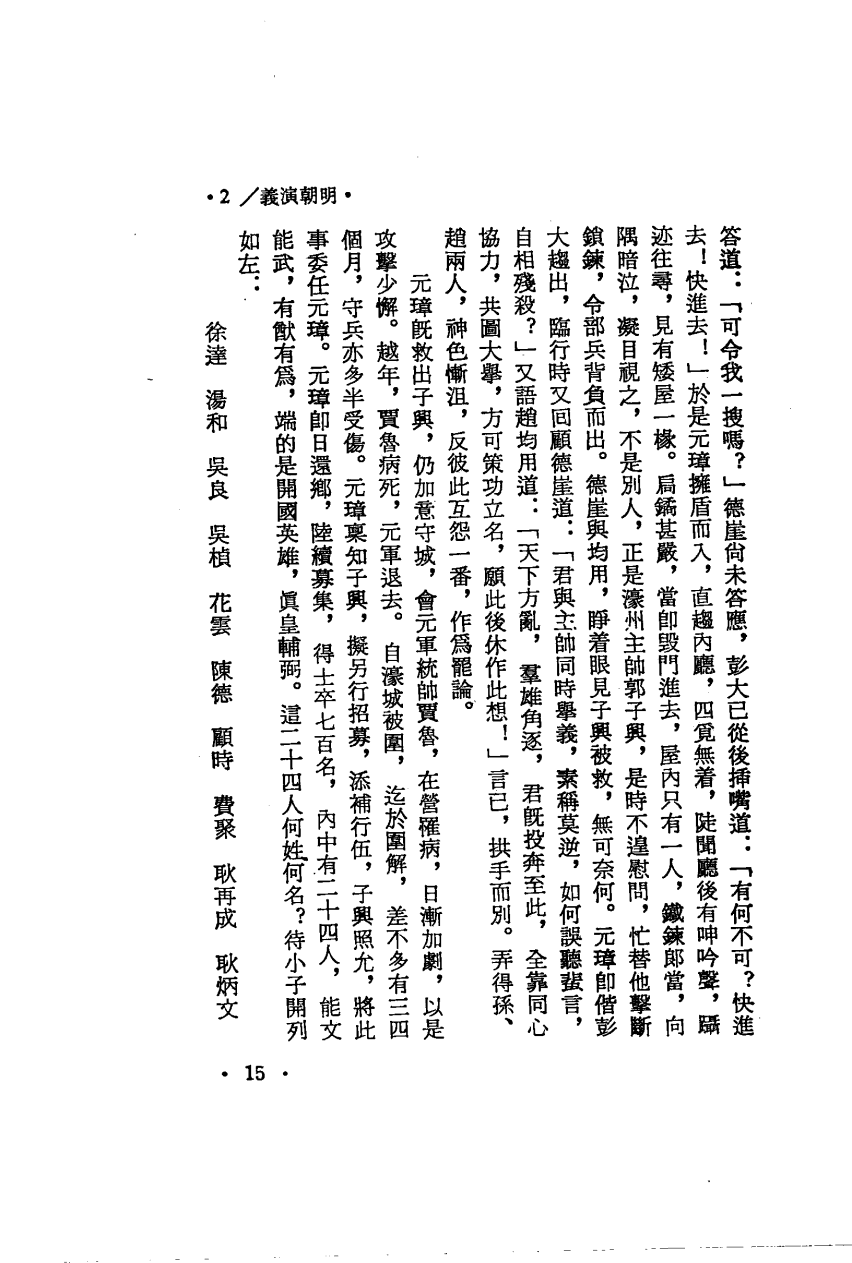 ·2 ／義演朝明·
答道：「可令我一搜嗎？」德崖尙未答應，彭大已從後揷嘴道：「有何不可？快進
去！快進去！」於是元璋擁盾而入，直趨內廳，四覓無着，陡聞廳後有呻吟聲，躡
迹往尋，見有矮屋一椽。扃鐍甚嚴，當卽毀門進去，屋內只有一人，鐵鍊郞當，向
隅暗泣，凝目視之，不是別人，正是濠州主帥郭子興，是時不遑慰問，忙替他擊斷
鎖鍊，令部兵背負而出。德崖與均用，睜着眼見子興被救，無可奈何。元璋卽偕彭
大趨出，臨行時又回顧德崖道：「君與主帥同時擧義，素稱莫逆，如何誤聽蜚言，
自相殘殺？」又語趙均用道：「天下方亂，羣雄角逐，君旣投奔至此，全靠同心
協力，共圖大擧，方可策功立名，願此後休作此想！」言已，拱手而別。弄得孫、
趙兩人，神色慚沮，反彼此互怨一番，作爲罷論。
元璋旣救出子興，仍加意守城，會元軍統帥賈魯，在營罹病，日漸加劇，以是
攻擊少懈。越年，賈魯病死，元軍退去。自濠城被圍，迄於圍解，差不多有三四
個月，守兵亦多半受傷。元璋稟知子興，擬另行招募，添補行伍，子興照允，將此
事委任元璋。元璋卽日還鄉，陸續募集，得士卒七百名，內中有二十四人，能文
能武，有猷有爲，端的是開國英雄，眞皇輔弼。這二十四人何姓何名？待小子開列
如左：
徐達　湯和　吳良　吳楨　花雲　陳德　顧時　費聚　耿再成　耿炳文
· 15 ·